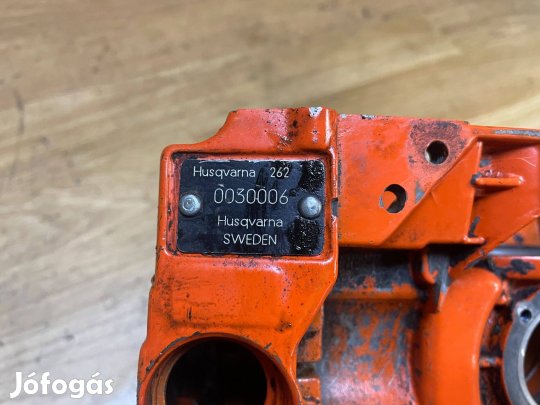 Husqvarna 262
0030006
Husqvarna
SWEDEN
Jófogás